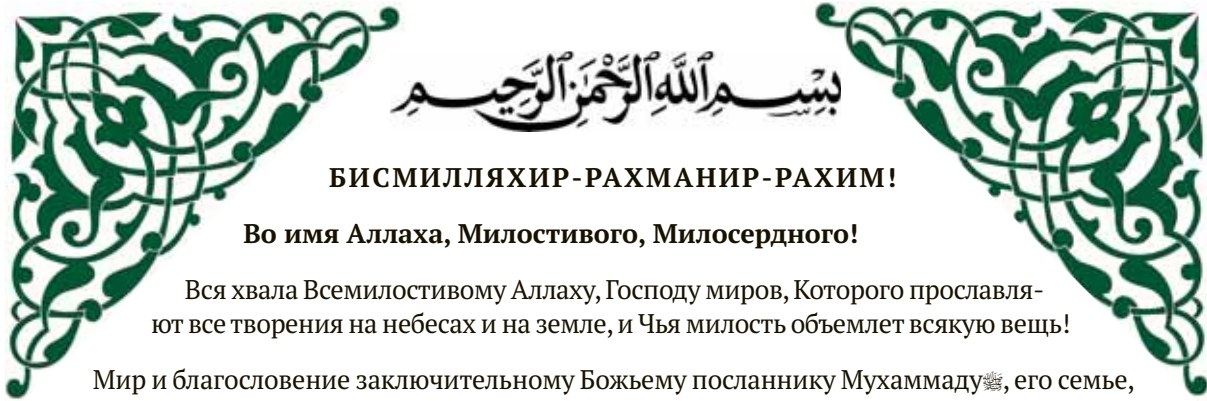 بِسْمِ ٱللَّهِ ٱلرَّحْمَٰنِ ٱلرَّحِيمِ
БИСМИЛЛЯХИР-РАХМАНИР-РАХИМ!
Во имя Аллаха, Милостивого, Милосердного!
Вся хвала Всемилостивому Аллаху, Господу миров, Которого прославля-
ют все творения на небесах и на земле, и Чья милость объемлет всякую вещь!
Мир и благословение заключительному Божьему посланнику Мухаммаду ﷺ, его семье,